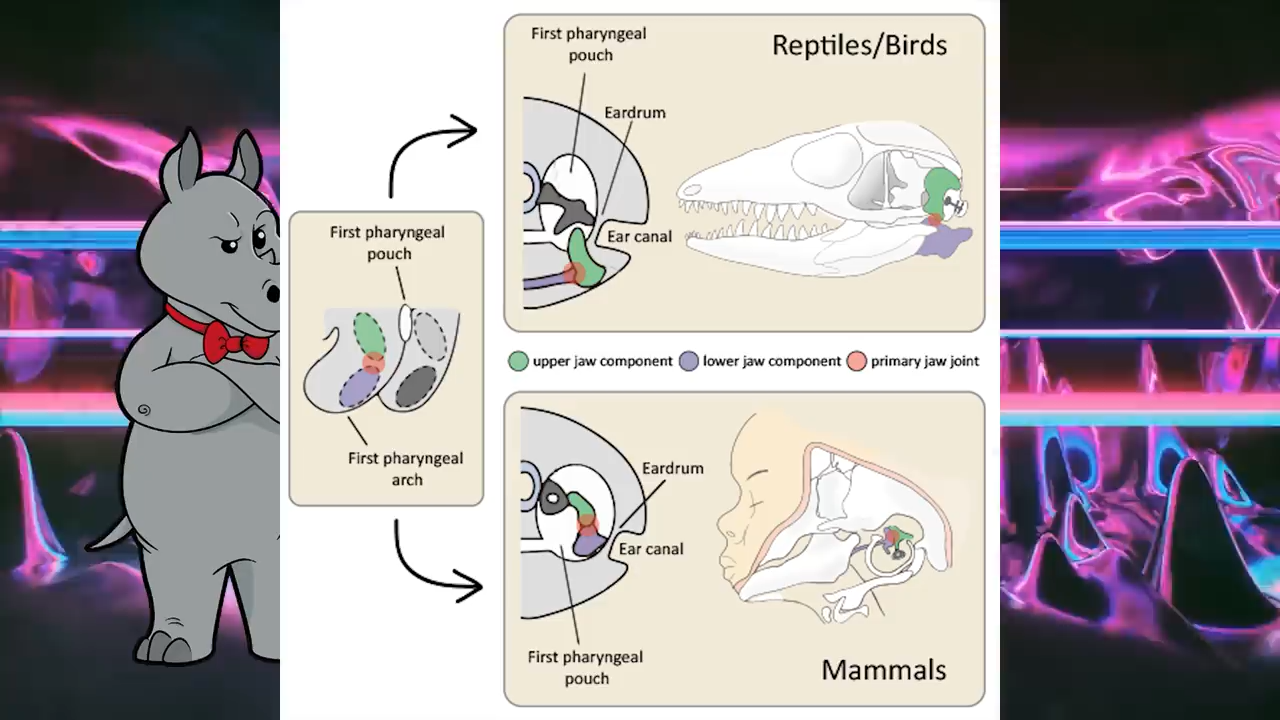 First pharyngeal
pouch
Reptiles/Birds
Eardrum
Ear canal
First pharyngeal
pouch
First pharyngeal
arch
upper jaw component
lower jaw component
primary jaw joint
Eardrum
Ear canal
First pharyngeal
pouch
Mammals